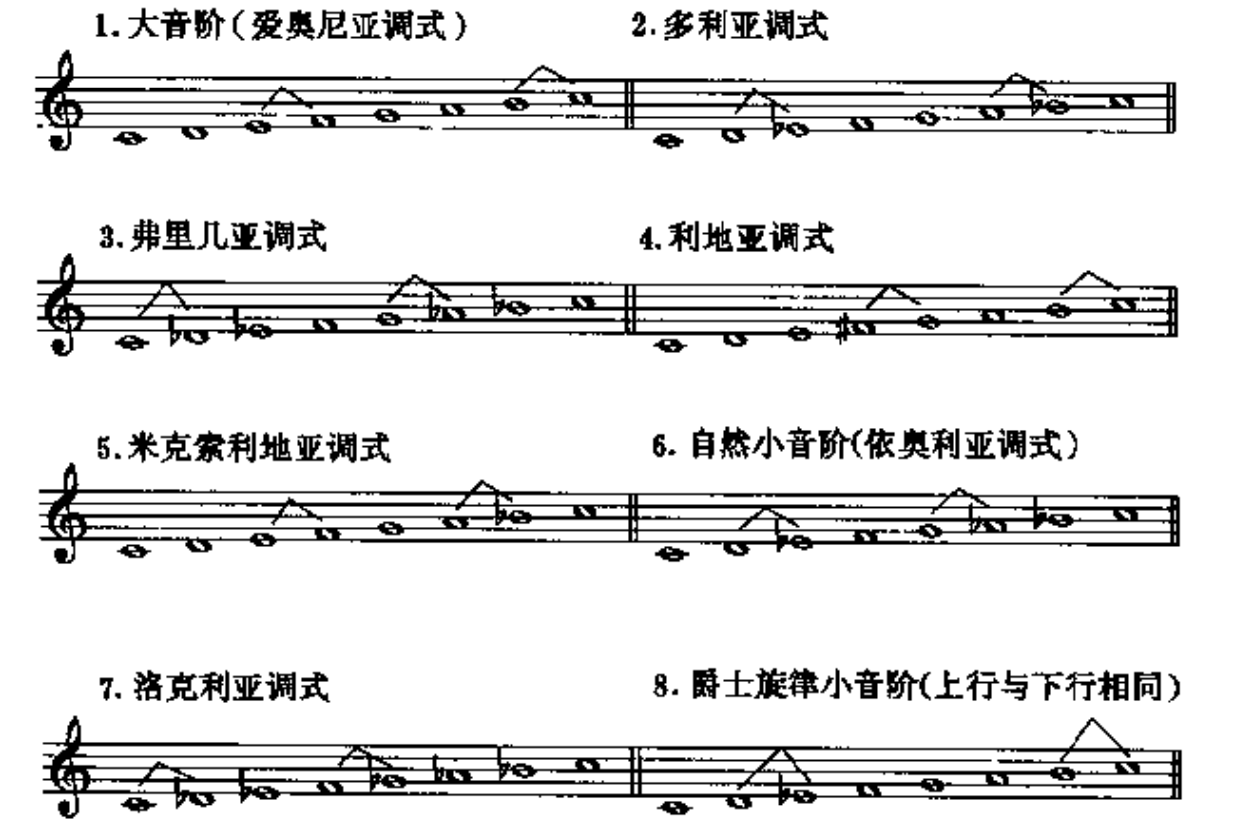 1.大音阶(爱奥尼亚调式)
2.多利亚调式
3.弗里几亚调式
4.利地亚调式
5.米克索利地亚调式
6.自然小音阶(依奥利亚调式)
7.洛克利亚调式
8.爵士旋律小音阶(上行与下行相同)